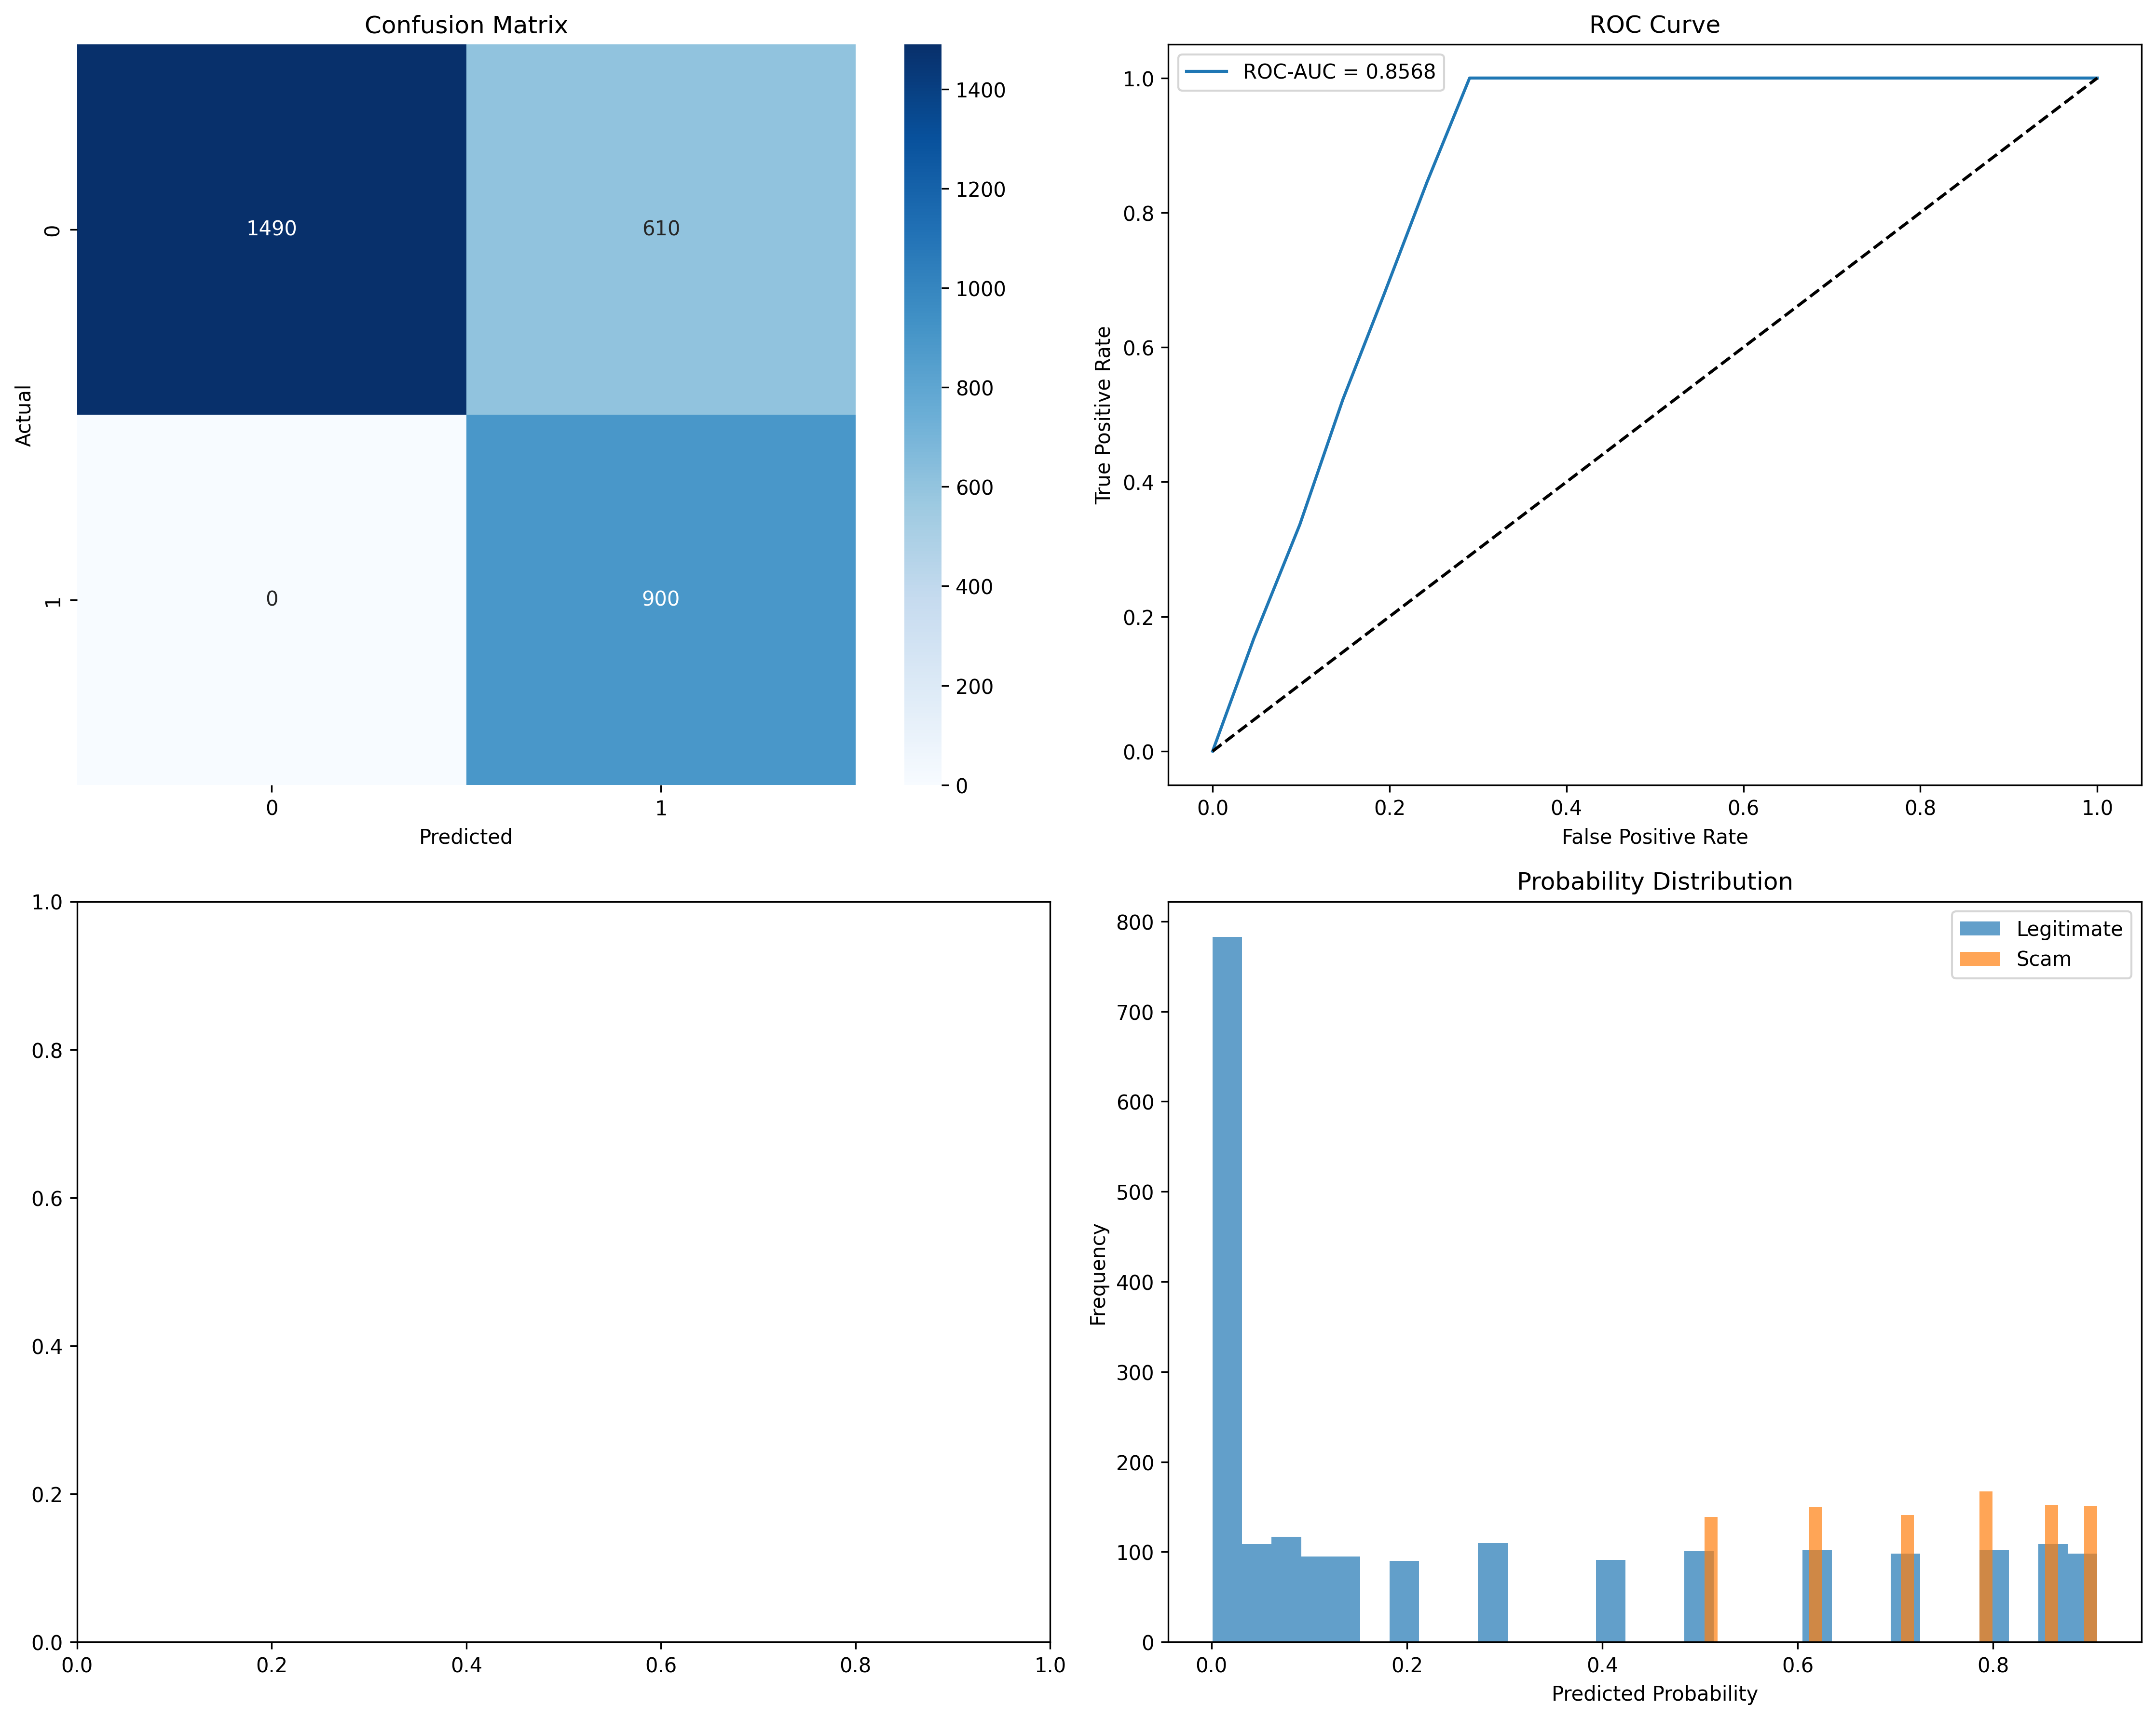 Confusion Matrix
1490
610
0
900
0
1
Actual
0
1
Predicted
1400
1200
1000
800
600
400
200
0
ROC Curve
ROC-AUC = 0.8568
1.0
0.8
0.6
0.4
0.2
0.0
True Positive Rate
0.0 0.2 0.4 0.6 0.8 1.0
False Positive Rate
1.0
0.8
0.6
0.4
0.2
0.0
0.0 0.2 0.4 0.6 0.8 1.0
Probability Distribution
Legitimate
Scam
800
700
600
500
400
300
200
100
0
Frequency
0.0 0.2 0.4 0.6 0.8
Predicted Probability